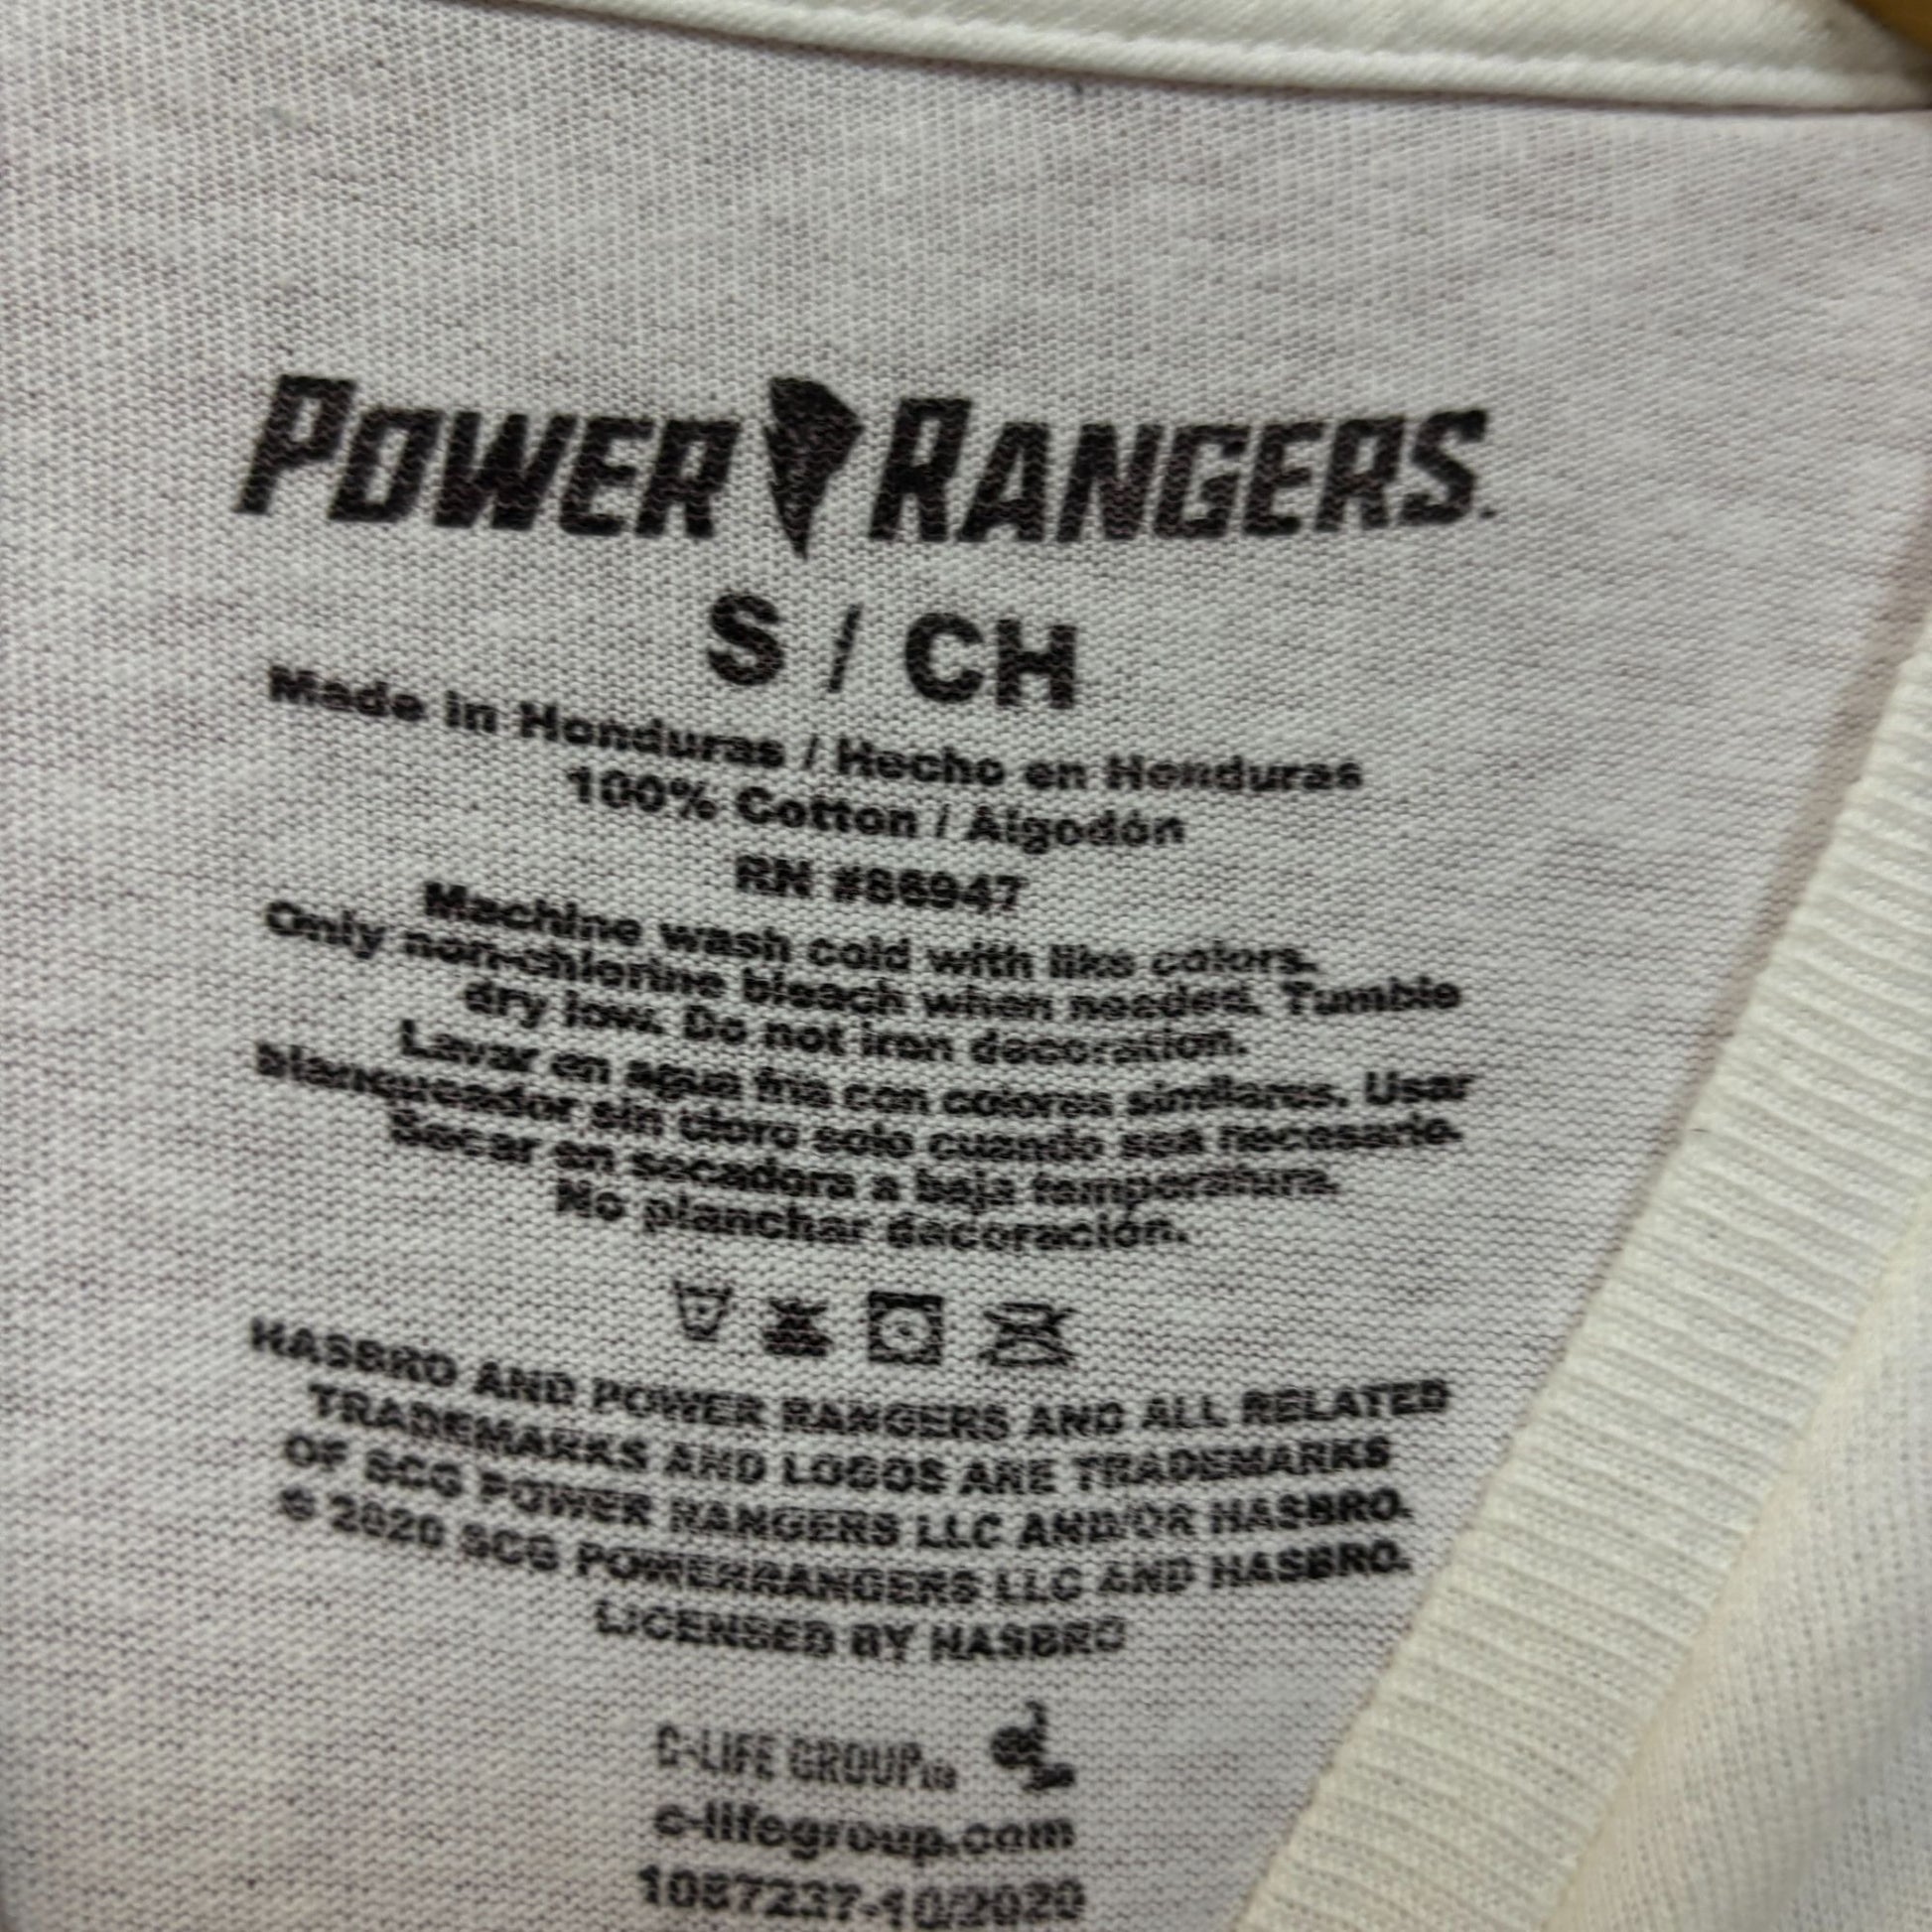 POWER RANGERS.
S / CH
Made in Honduras / Hecho en Honduras
100% Cotton / Algodón
RN #86947
Machine wash cold with like colors.
Only non-chlorine bleach when needed. Tumble
dry low. Do not iron decoration.
Lavar en agua fría con colores similares. Usar
blanqueador sin cloro solo cuando sea necesario.
Secar en secadora a baja temperatura.
No planchar decoración.
HASBRO AND POWER RANGERS AND ALL RELATED
TRADEMARKS AND LOGOS ARE TRADEMARKS
OF SCG POWER RANGERS LLC AND/OR HASBRO.
© 2020 SCG POWERRANGERS LLC AND HASBRO.
LICENSED BY HASBRO
C-LIFE GROUP
c-lifegroup.com
1087237-10/2020